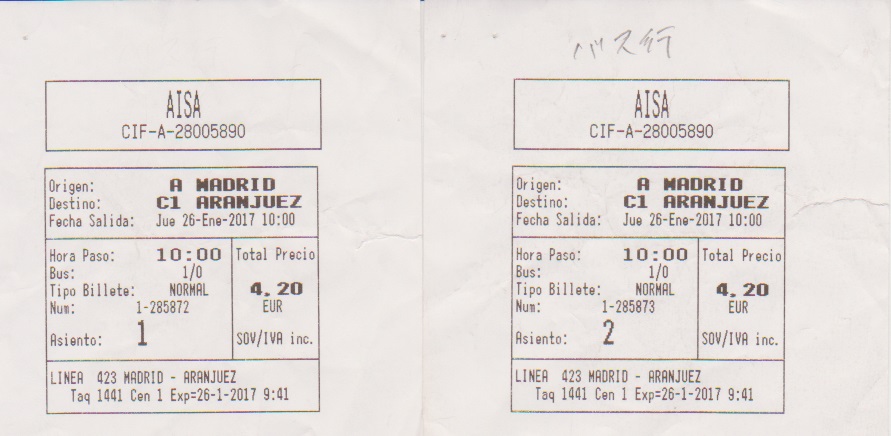 AISA
CIF-A-28005890
Origen: A MADRID
Destino: C1 ARANJUEZ
Fecha Salida: Jue 26-Ene-2017 10:00
Hora Paso: 10:00
Bus: 1/0
Tipo Billete: NORMAL
Num: 1-285872
Asiento: 1
Total Precio
4,20
EUR
SOV/IVA inc.
LINEA 423 MADRID - ARANJUEZ
Taq 1441 Cen 1 Exp=26-1-2017 9:41
バス行
AISA
CIF-A-28005890
Origen: A MADRID
Destino: C1 ARANJUEZ
Fecha Salida: Jue 26-Ene-2017 10:00
Hora Paso: 10:00
Bus: 1/0
Tipo Billete: NORMAL
Num: 1-285873
Asiento: 2
Total Precio
4,20
EUR
SOV/IVA inc.
LINEA 423 MADRID - ARANJUEZ
Taq 1441 Cen 1 Exp=26-1-2017 9:41